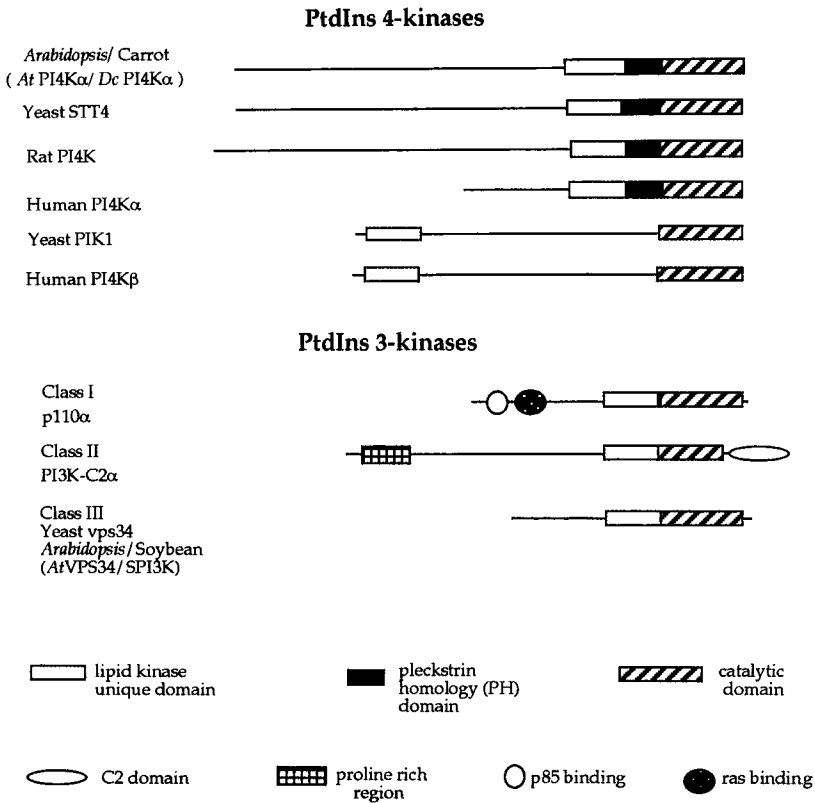 PtdIns 4-kinases
Arabidopsis/ Carrot
( At PI4Kα/ Dc PI4Kα )
Yeast STT4
Rat PI4K
Human PI4Kα
Yeast PIK1
Human PI4Kβ
PtdIns 3-kinases
Class I
p110α
Class II
PI3K-C2α
Class III
Yeast vps34
Arabidopsis/Soybean
(AtVPS34/SPI3K)
lipid kinase
unique domain
pleckstrin
homology (PH)
domain
catalytic
domain
C2 domain
proline rich
region
p85 binding
ras binding